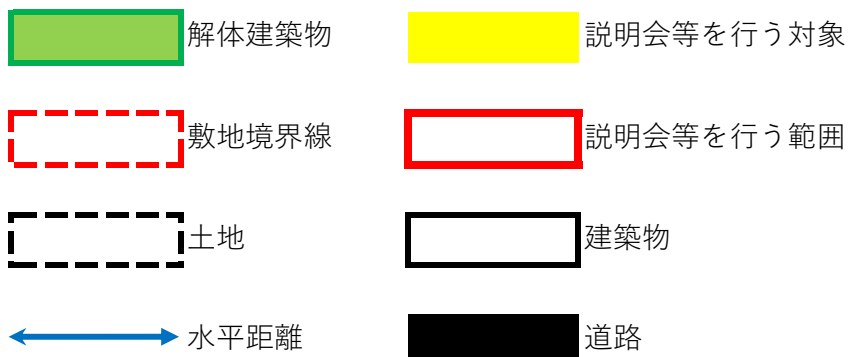 解体建築物
説明会等を行う対象
敷地境界線
説明会等を行う範囲
土地
建築物
水平距離
道路